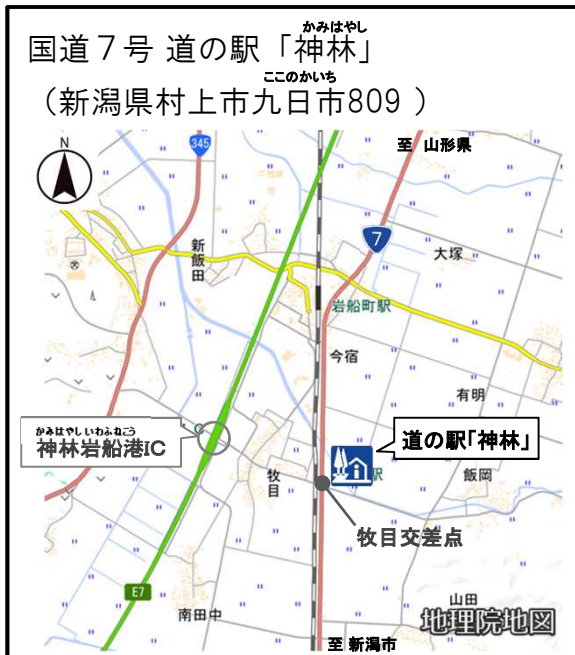 かみはやし
国道７号 道の駅「神林」
ここのかいち
（新潟県村上市九日市809 ）
N
345
至 山形県
7
新飯田
大塚
岩船町駅
今宿
有明
かみはやしいわふねこう
神林岩船港IC
C
道の駅「神林」
駅
牧目
飯岡
牧目交差点
E7
南田中
山田
地理院地図
至 新潟市